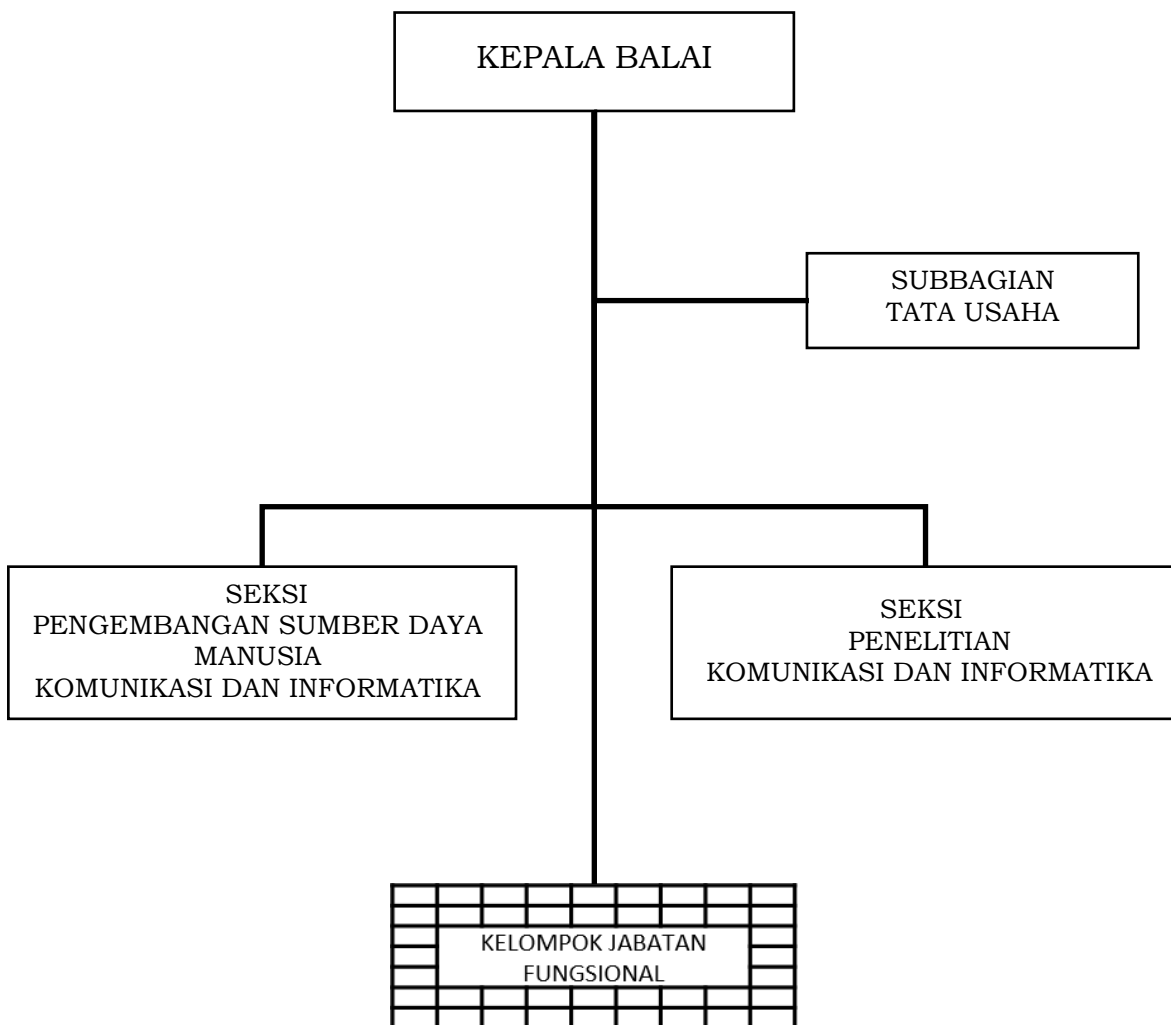 KEPALA BALAI
SUBBAGIAN
TATA USAHA
SEKSI
PENGEMBANGAN SUMBER DAYA
MANUSIA
KOMUNIKASI DAN INFORMATIKA
SEKSI
PENELITIAN
KOMUNIKASI DAN INFORMATIKA
KELOMPOK JABATAN
FUNGSIONAL